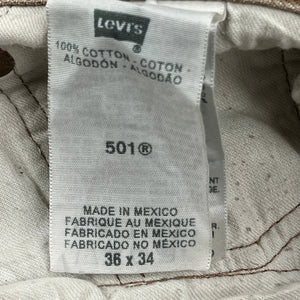 Levi's
100% COTTON - COTON -
ALGODÓN - ALGODÃO
501®
MADE IN MEXICO
FABRIQUE AU MEXIQUE
FABRICADO EN MEXICO
FABRICADO NO MÉXICO
36 x 34